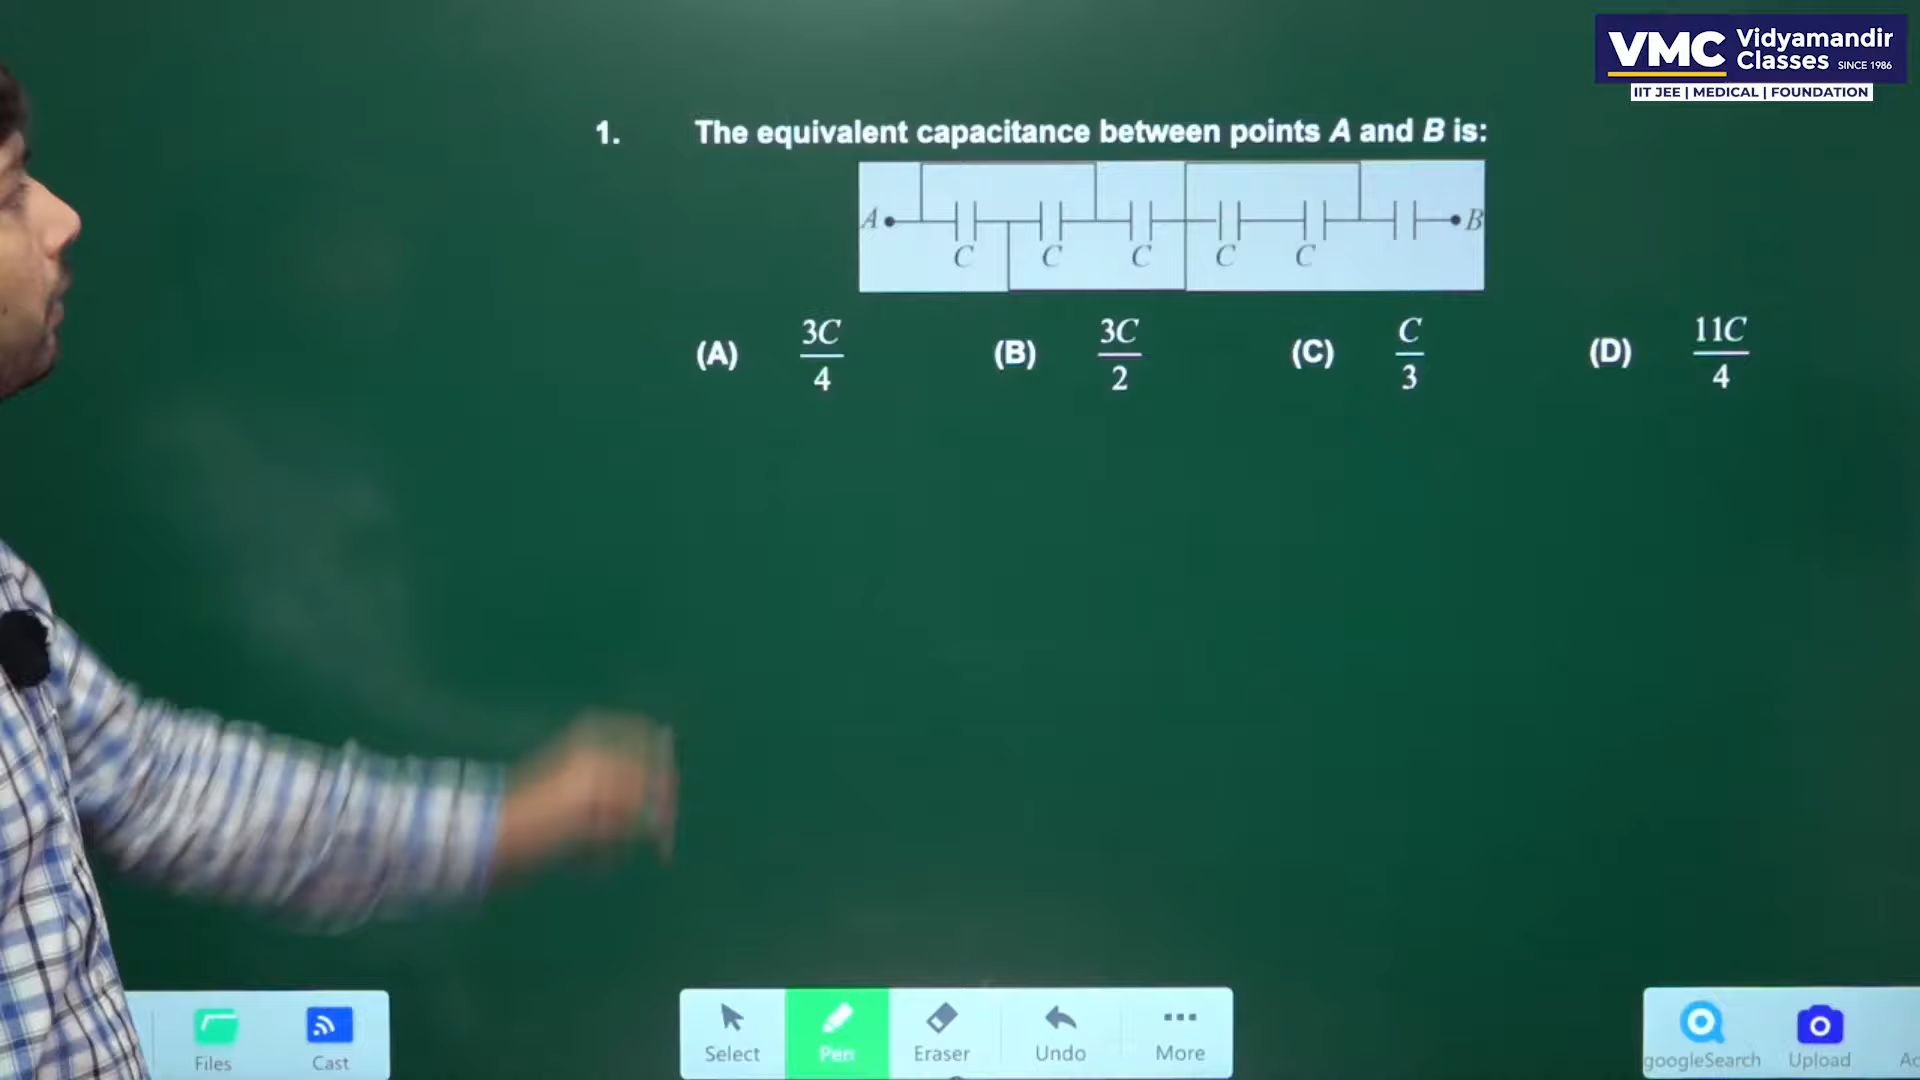 VMC Vidyamandir Classes SINCE 1986
IIT JEE | MEDICAL | FOUNDATION
1. The equivalent capacitance between points A and B is:
A B
C C C C C
(A) 3C/4 (B) 3C/2 (C) C/3 (D) 11C/4
Files Cast Select Pen Eraser Undo More googleSearch Upload